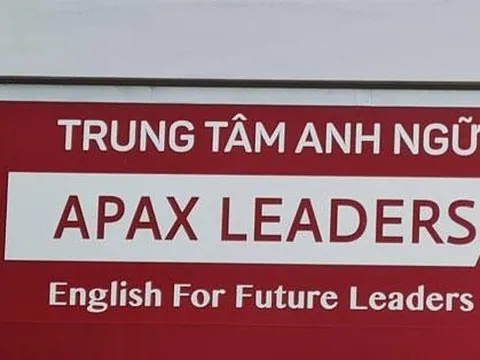 TRUNG TÂM ANH NGỮ
APAX LEADERS
English For Future Leaders